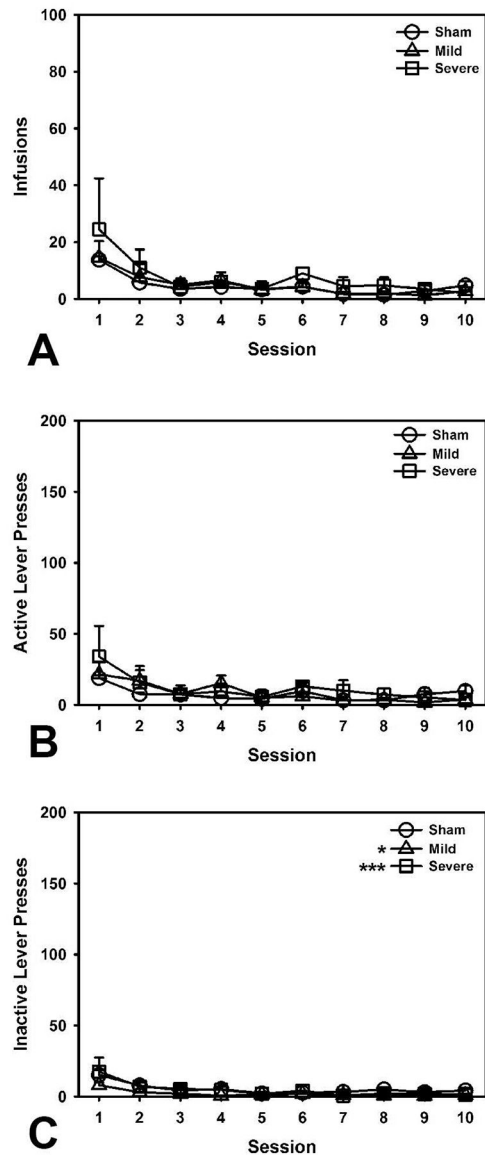 100
80
60
40
20
0
Infusions
Sham
Mild
Severe
1 2 3 4 5 6 7 8 9 10
Session
A
200
150
100
50
0
Active Lever Presses
Sham
Mild
Severe
1 2 3 4 5 6 7 8 9 10
Session
B
200
150
100
50
0
Inactive Lever Presses
Sham
* Mild
*** Severe
1 2 3 4 5 6 7 8 9 10
Session
C